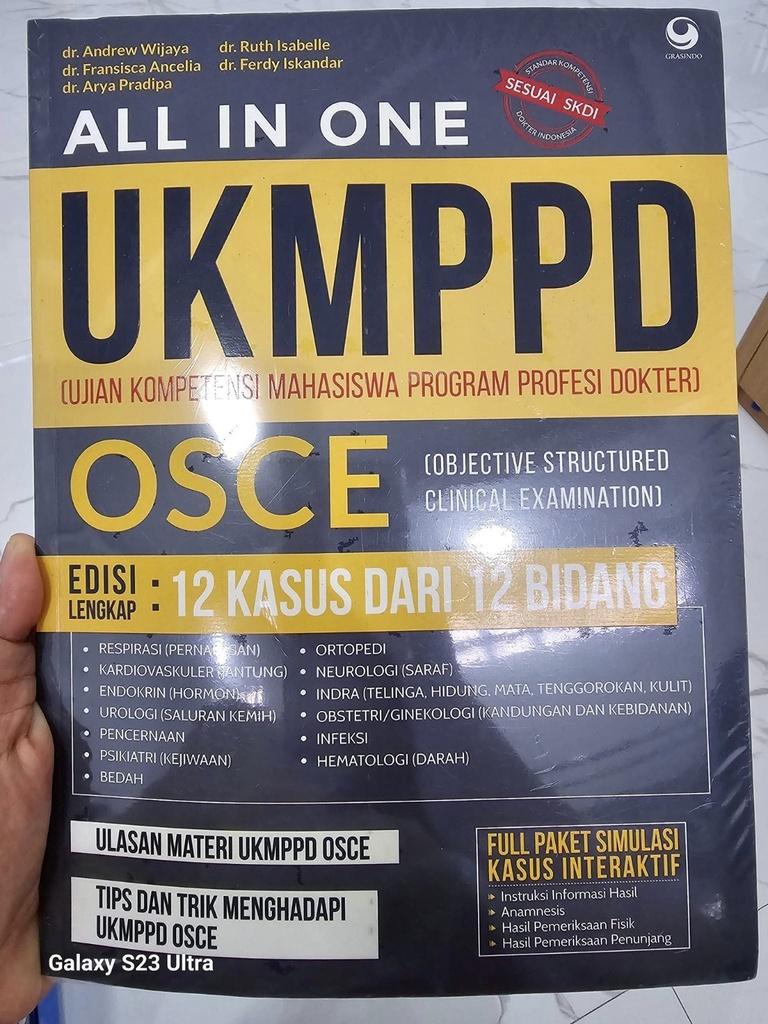 dr. Andrew Wijaya
dr. Fransisca Ancelia
dr. Arya Pradipa
dr. Ruth Isabelle
dr. Ferdy Iskandar
GRASINDO
STANDAR KOMPETENSI
SESUAI SKDI
DOKTER INDONESIA
ALL IN ONE
UKMPPD
(UJIAN KOMPETENSI MAHASISWA PROGRAM PROFESI DOKTER)
OSCE
(OBJECTIVE STRUCTURED
CLINICAL EXAMINATION)
EDISI
LENGKAP
: 12 KASUS DARI 12 BIDANG
• RESPIRASI (PERNAPASAN)
• KARDIOVASKULER (JANTUNG)
• ENDOKRIN (HORMON)
• UROLOGI (SALURAN KEMIH)
• PENCERNAAN
• PSIKIATRI (KEJIWAAN)
• BEDAH
• ORTOPEDI
• NEUROLOGI (SARAF)
• INDRA (TELINGA, HIDUNG, MATA, TENGGOROKAN, KULIT)
• OBSTETRI/GINEKOLOGI (KANDUNGAN DAN KEBIDANAN)
• INFEKSI
• HEMATOLOGI (DARAH)
ULASAN MATERI UKMPPD OSCE
TIPS DAN TRIK MENGHADAPI
UKMPPD OSCE
FULL PAKET SIMULASI
KASUS INTERAKTIF
Instruksi Informasi Hasil
Anamnesis
Hasil Pemeriksaan Fisik
Hasil Pemeriksaan Penunjang
Galaxy S23 Ultra